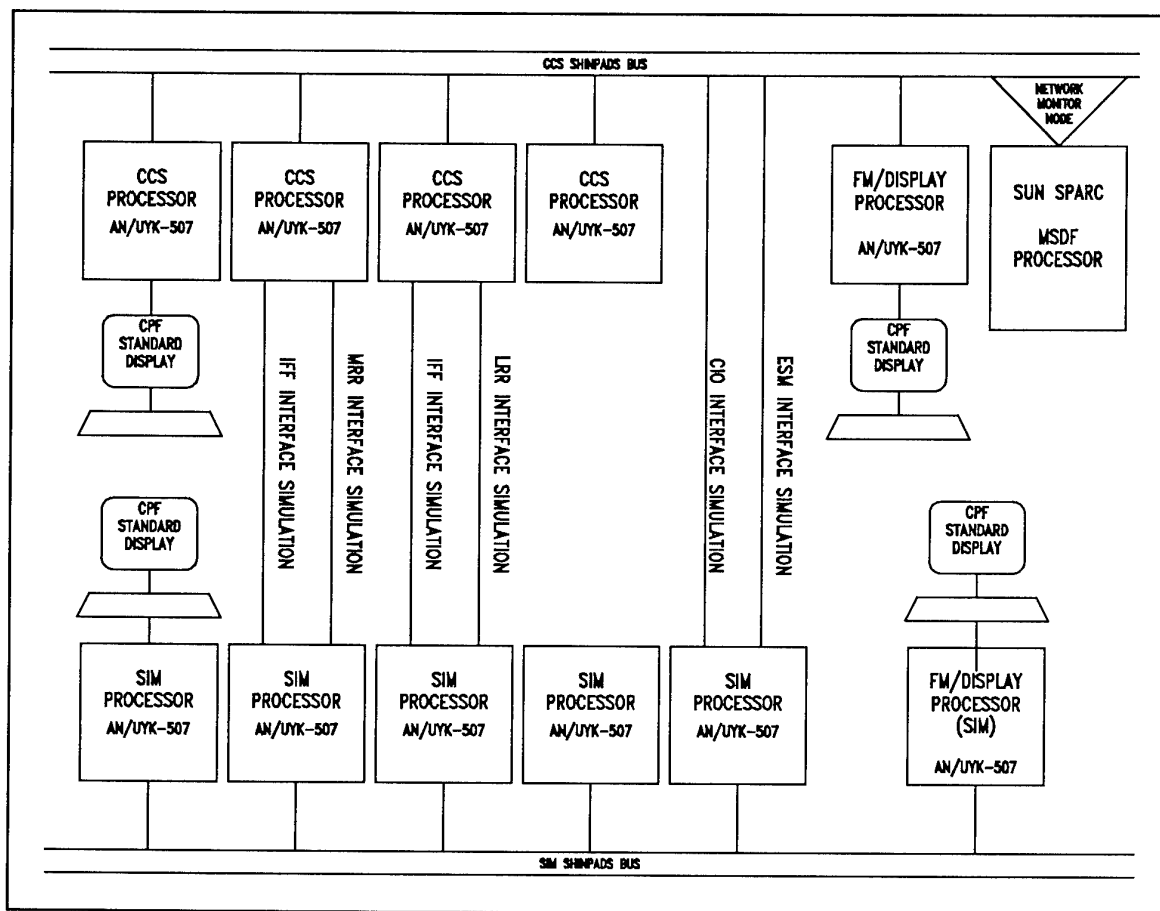 CCS SHINPADS BUS
NETWORK
MONITOR
NODE
CCS
PROCESSOR
AN/UYK-507
CCS
PROCESSOR
AN/UYK-507
CCS
PROCESSOR
AN/UYK-507
CCS
PROCESSOR
AN/UYK-507
FM/DISPLAY
PROCESSOR
AN/UYK-507
SUN SPARC
MSDF
PROCESSOR
CPF
STANDARD
DISPLAY
IFF INTERFACE SIMULATION
MRR INTERFACE SIMULATION
IFF INTERFACE SIMULATION
LRR INTERFACE SIMULATION
CIO INTERFACE SIMULATION
ESM INTERFACE SIMULATION
CPF
STANDARD
DISPLAY
CPF
STANDARD
DISPLAY
CPF
STANDARD
DISPLAY
SIM
PROCESSOR
AN/UYK-507
SIM
PROCESSOR
AN/UYK-507
SIM
PROCESSOR
AN/UYK-507
SIM
PROCESSOR
AN/UYK-507
SIM
PROCESSOR
AN/UYK-507
FM/DISPLAY
PROCESSOR
(SIM)
AN/UYK-507
SIM SHINPADS BUS